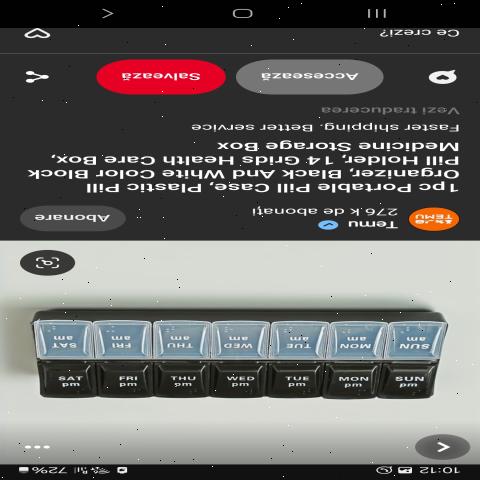 10:12 72%
SUN MON TUE WED THU FRI SAT
pm pm pm pm pm pm pm
SUN MON TUE WED THU FRI SAT
am am am am am am am
TEMU
Temu
276 k de abonați
Abonare
1pc Portable Pill Case, Plastic Pill
Organizer, Black And White Color Block
Pill Holder, 14 Grids Health Care Box,
Medicine Storage Box
Faster shipping. Better service
Vezi traducerea
Accesează
Salvează
Ce crezi?